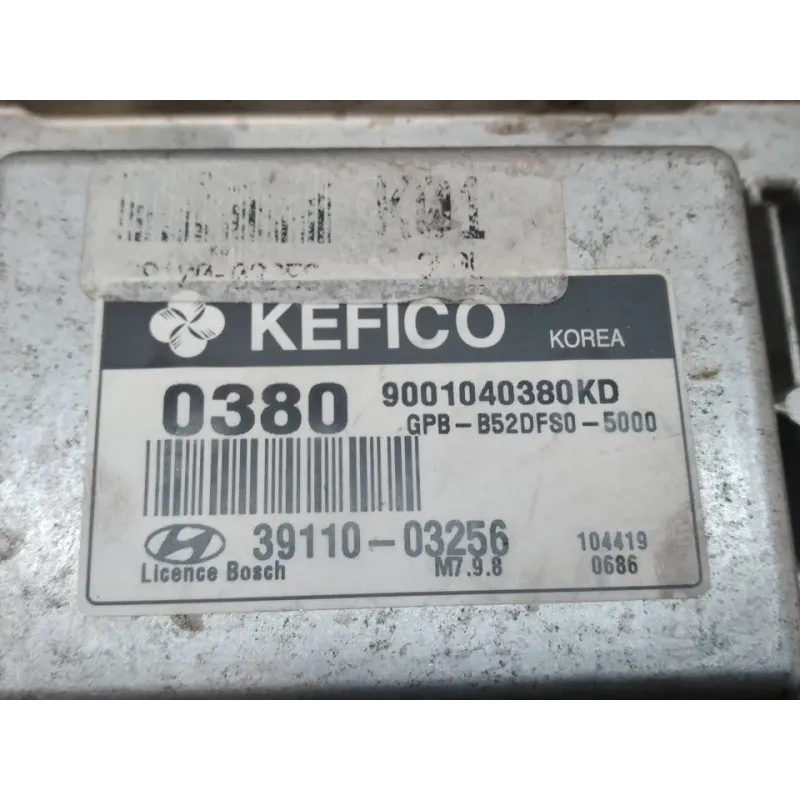 K01
KEFICO KOREA
0380 9001040380KD
GPB-B52DFS0-5000
39110-03256 104419
Licence Bosch M7.9.8 0686